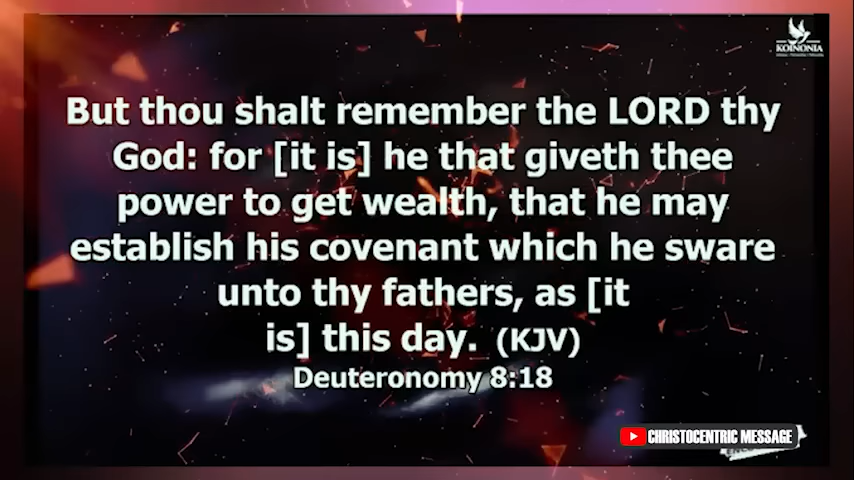 KOINONIA
But thou shalt remember the LORD thy
God: for [it is] he that giveth thee
power to get wealth, that he may
establish his covenant which he sware
unto thy fathers, as [it
is] this day. (KJV)
Deuteronomy 8:18
CHRISTOCENTRIC MESSAGE